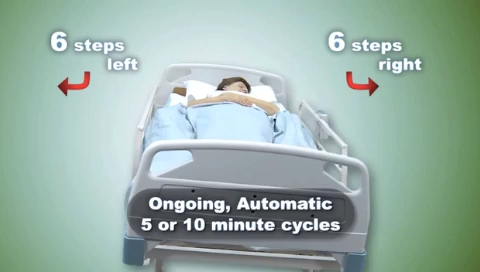 6 steps
left
6 steps
right
Ongoing, Automatic
5 or 10 minute cycles